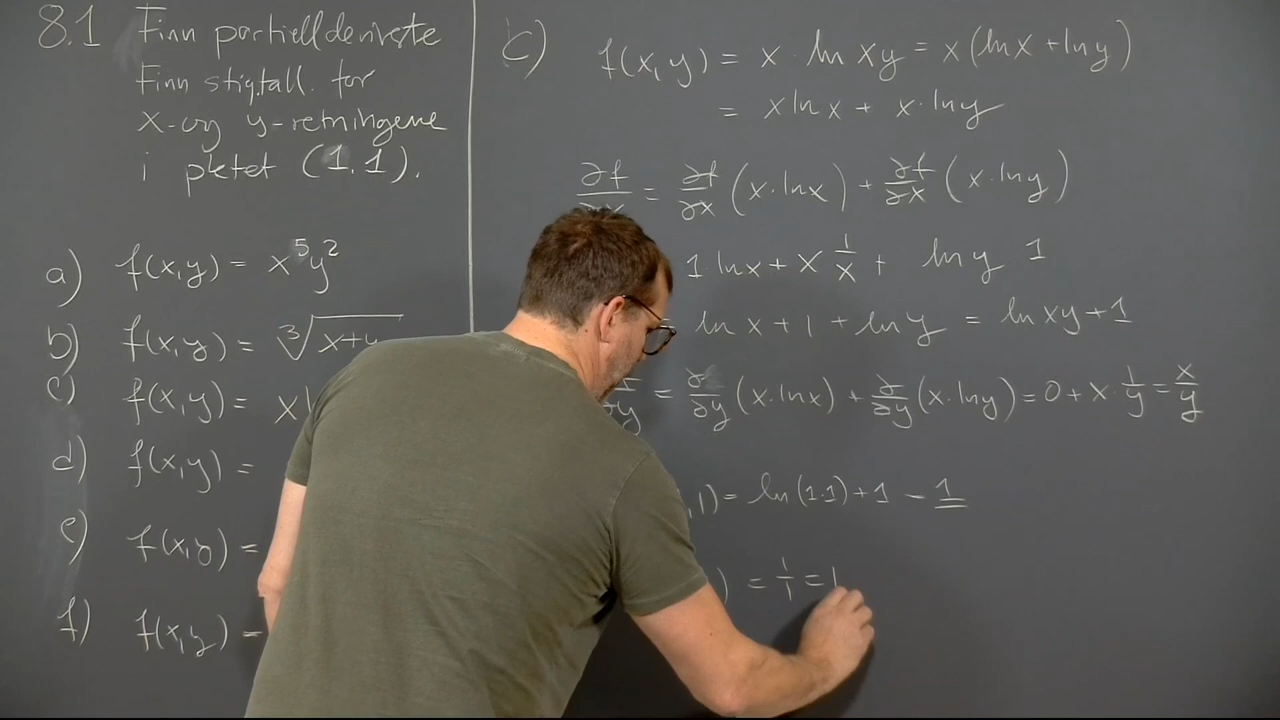 8.1 Finn partiellderiverte
Finn stigtall for
x- og y-retningene
i pktet (1,1).
a) f(x,y) = x⁵y²
b) f(x,y) = ∛(x+y
c) f(x,y) = x
d) f(x,y) =
e) f(x,y) =
f) f(x,y) =
c) f(x,y) = x · ln xy = x(ln x + ln y)
= x ln x + x · ln y
∂f/∂x = ∂f/∂x (x · ln x) + ∂f/∂x (x · ln y)
1 · ln x + x 1/x + ln y · 1
ln x + 1 + ln y = ln xy + 1
∂y = ∂/∂y (x · ln x) + ∂/∂y (x · ln y) = 0 + x · 1/y = x/y
,1) = ln (1·1) + 1 = 1
) = 1/1 = 1